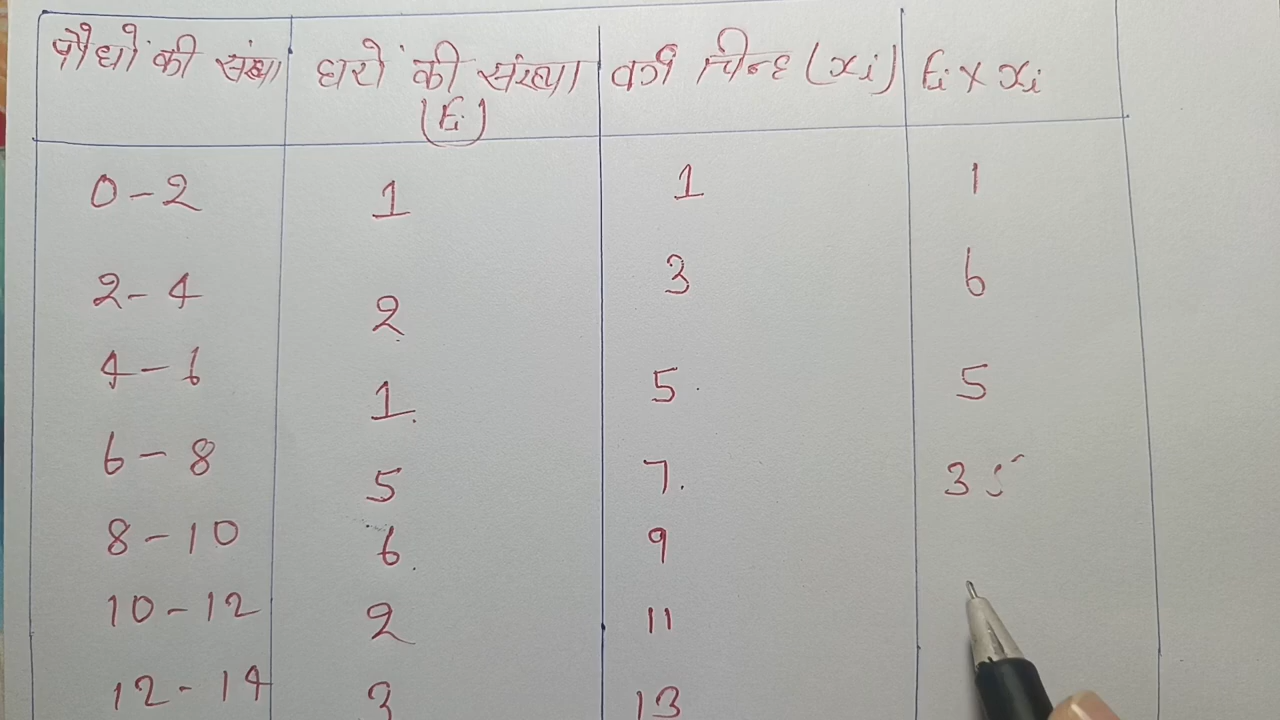 पौधों की संख्या घरों की संख्या (fi) वर्ग चिन्ह (xi) fi × xi
0 - 2 1 1 1
2 - 4 2 3 6
4 - 6 1 5 5
6 - 8 5 7 35
8 - 10 6 9
10 - 12 2 11
12 - 14 3 13